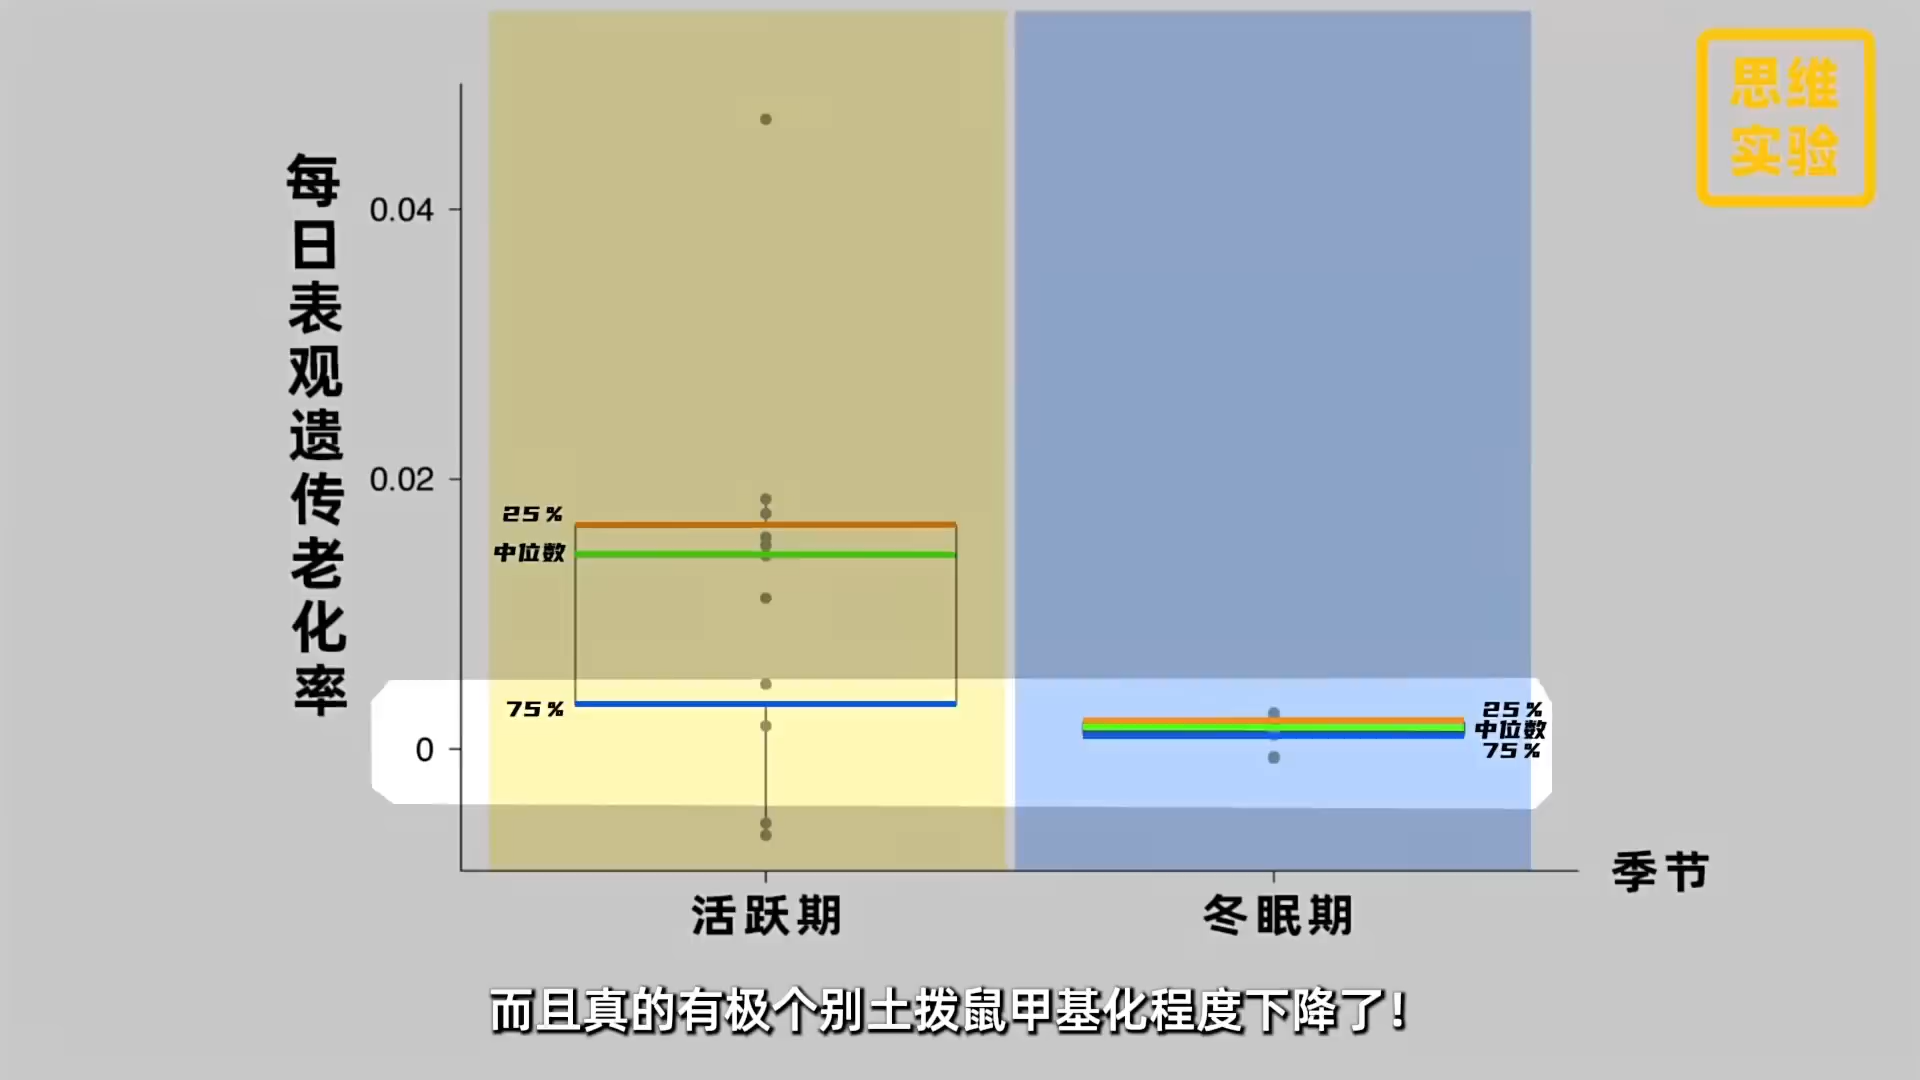 思维
实验
每日表观遗传老化率
0.04
0.02
0
25%
中位数
75%
25%
中位数
75%
活跃期
冬眠期
季节
而且真的有极个别土拨鼠甲基化程度下降了!